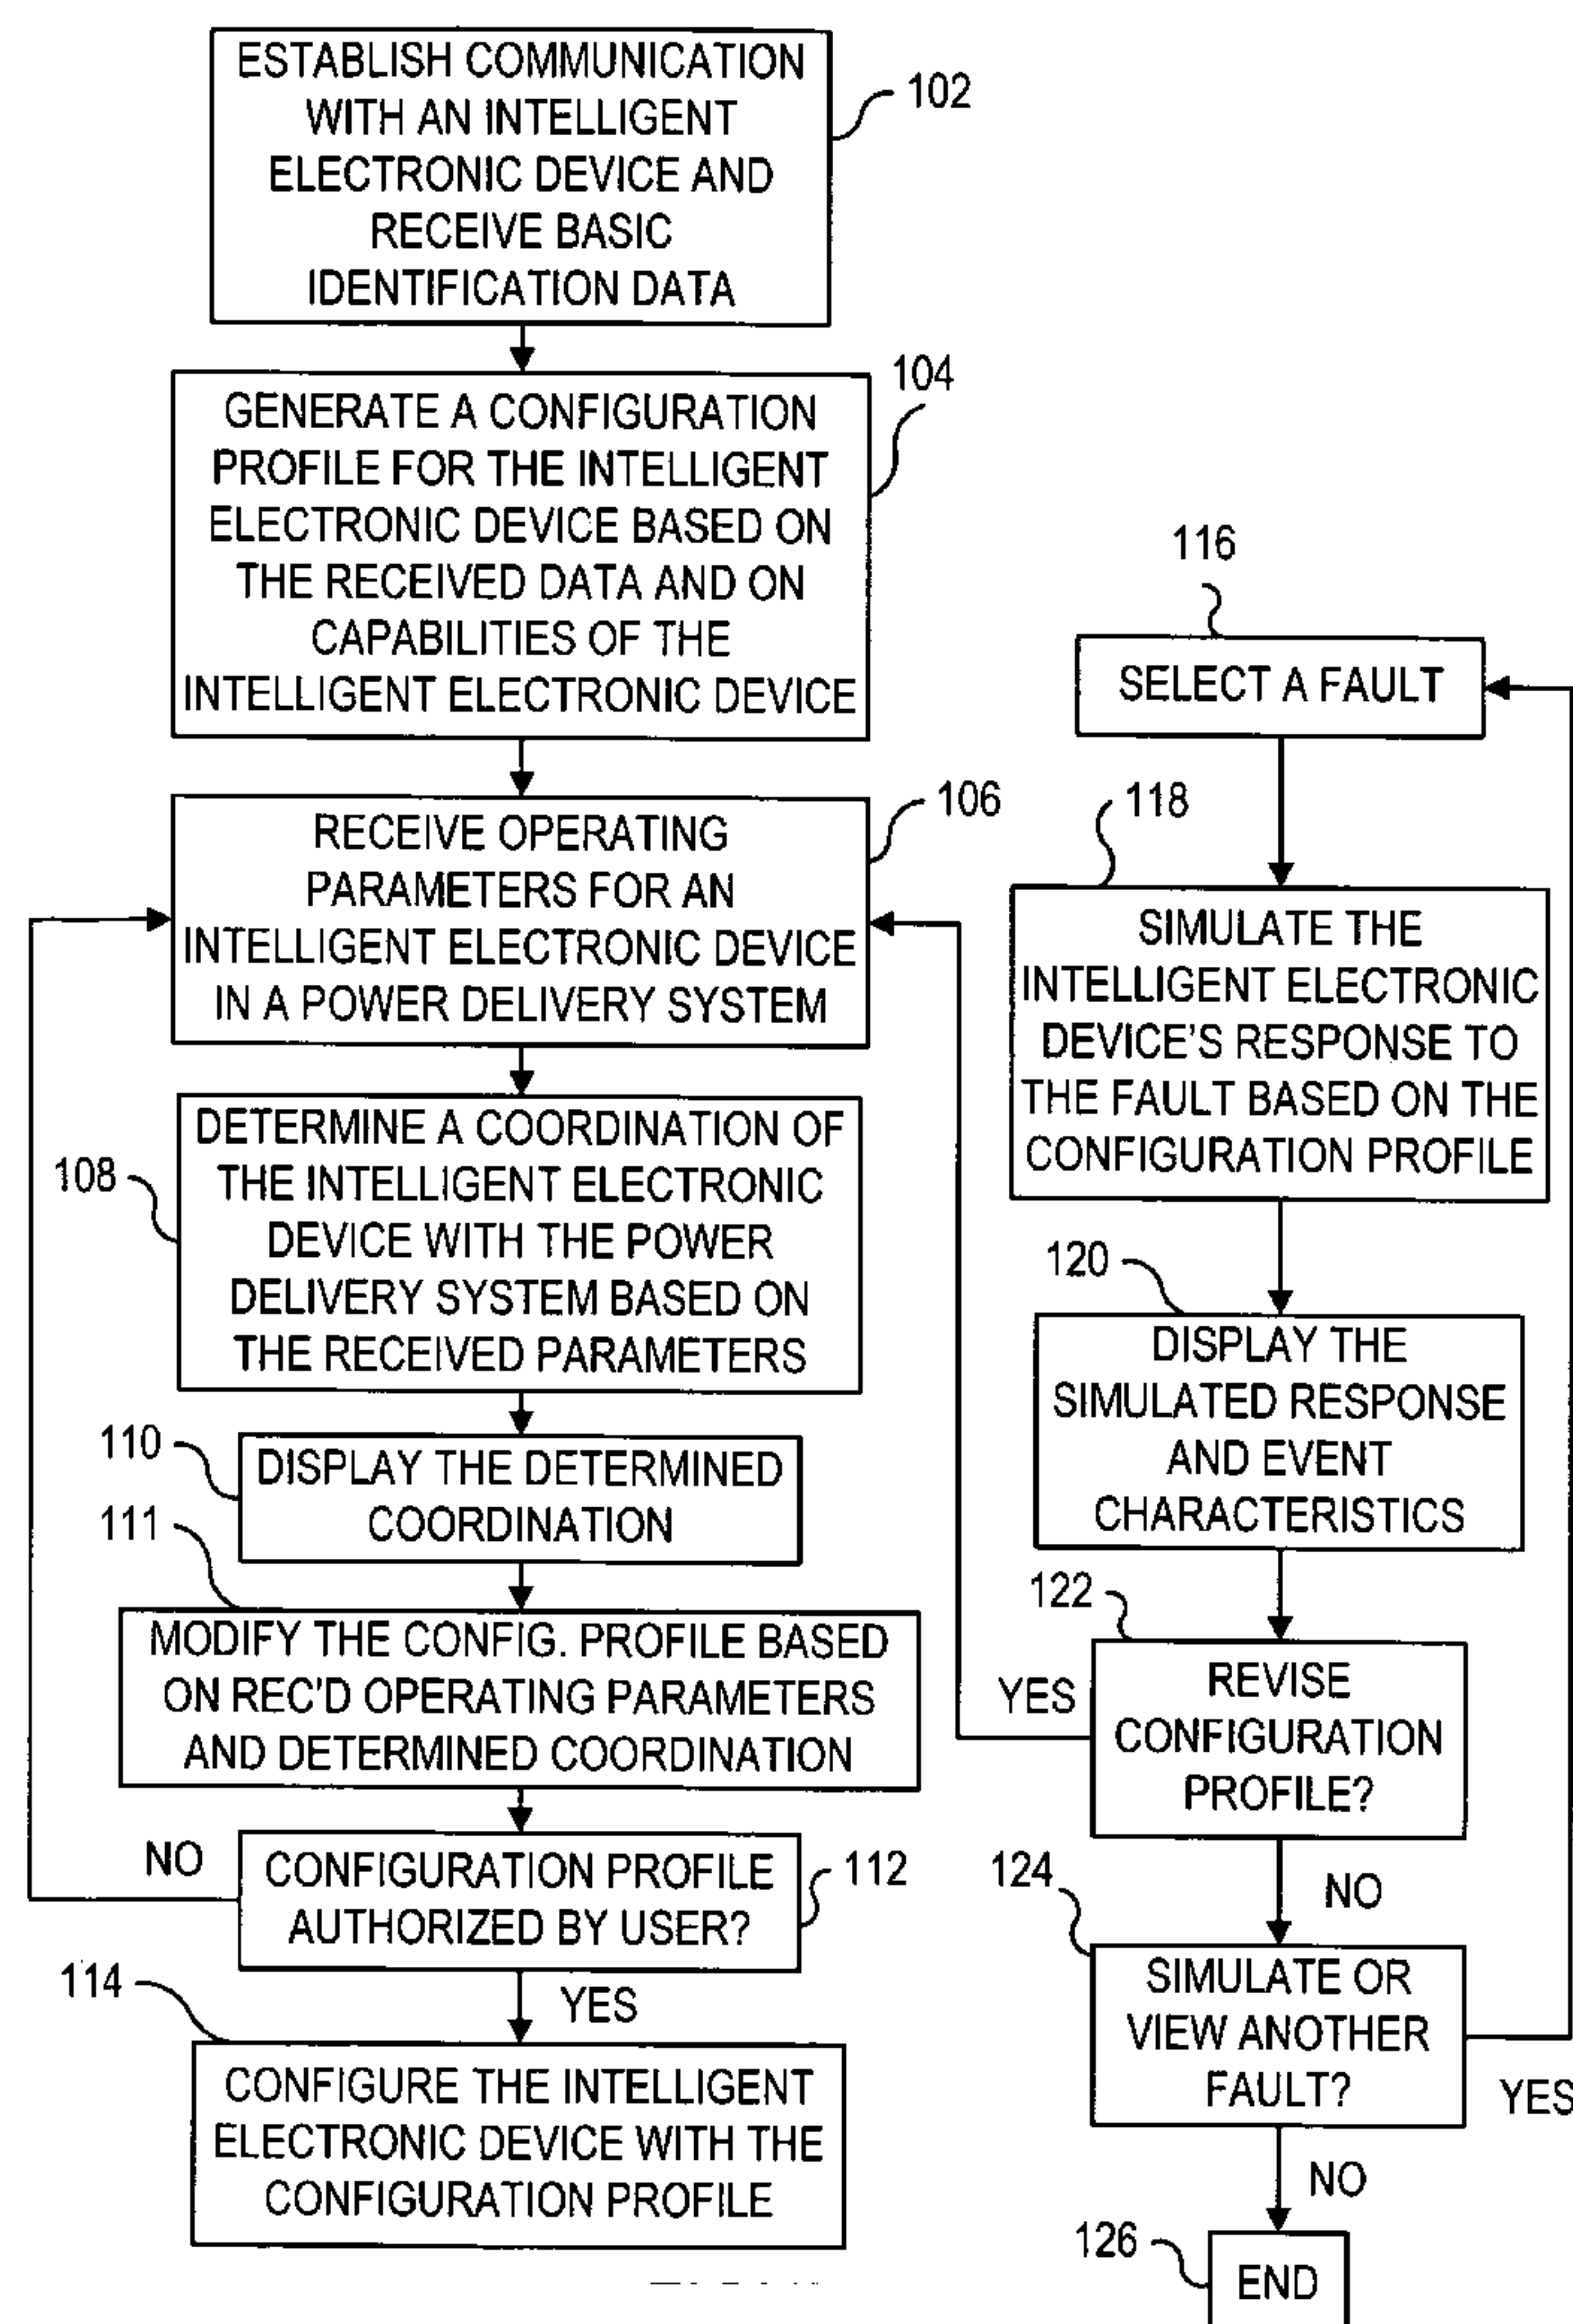 ESTABLISH COMMUNICATION
WITH AN INTELLIGENT
ELECTRONIC DEVICE AND
RECEIVE BASIC
IDENTIFICATION DATA
102
GENERATE A CONFIGURATION
PROFILE FOR THE INTELLIGENT
ELECTRONIC DEVICE BASED ON
THE RECEIVED DATA AND ON
CAPABILITIES OF THE
INTELLIGENT ELECTRONIC DEVICE
104
RECEIVE OPERATING
PARAMETERS FOR AN
INTELLIGENT ELECTRONIC DEVICE
IN A POWER DELIVERY SYSTEM
106
DETERMINE A COORDINATION OF
THE INTELLIGENT ELECTRONIC
DEVICE WITH THE POWER
DELIVERY SYSTEM BASED ON
THE RECEIVED PARAMETERS
108
110
DISPLAY THE DETERMINED
COORDINATION
111
MODIFY THE CONFIG. PROFILE BASED
ON REC'D OPERATING PARAMETERS
AND DETERMINED COORDINATION
NO
CONFIGURATION PROFILE
AUTHORIZED BY USER?
112
YES
114
CONFIGURE THE INTELLIGENT
ELECTRONIC DEVICE WITH THE
CONFIGURATION PROFILE
116
SELECT A FAULT
118
SIMULATE THE
INTELLIGENT ELECTRONIC
DEVICE'S RESPONSE TO
THE FAULT BASED ON THE
CONFIGURATION PROFILE
120
DISPLAY THE
SIMULATED RESPONSE
AND EVENT
CHARACTERISTICS
122
REVISE
CONFIGURATION
PROFILE?
YES
NO
124
SIMULATE OR
VIEW ANOTHER
FAULT?
YES
NO
126
END